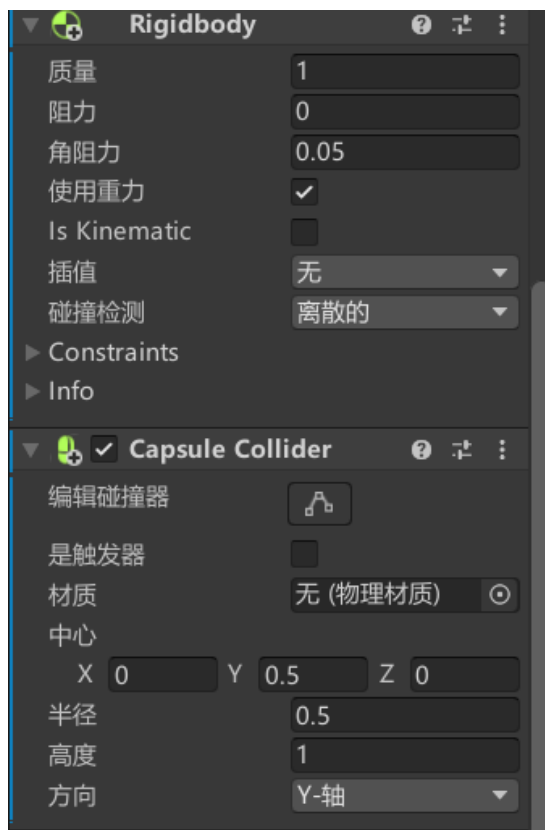 Rigidbody
质量 1
阻力 0
角阻力 0.05
使用重力
Is Kinematic
插值 无
碰撞检测 离散的
Constraints
Info
Capsule Collider
编辑碰撞器
是触发器
材质 无 (物理材质)
中心
X 0 Y 0.5 Z 0
半径 0.5
高度 1
方向 Y-轴